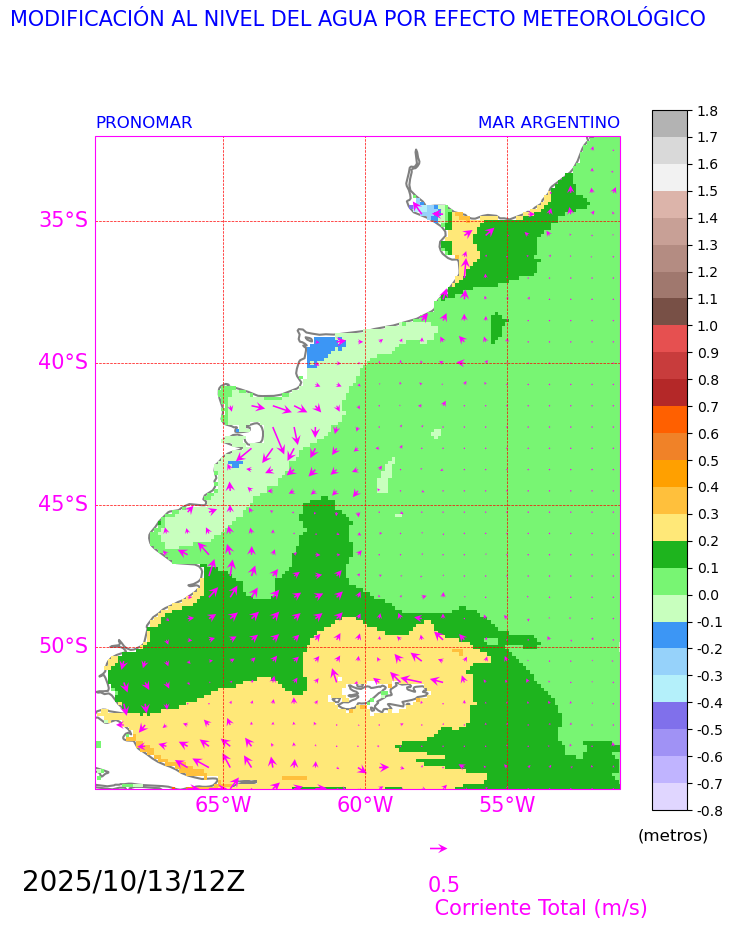 MODIFICACIÓN AL NIVEL DEL AGUA POR EFECTO METEOROLÓGICO
PRONOMAR
MAR ARGENTINO
35°S
40°S
45°S
50°S
65°W
60°W
55°W
1.8
1.7
1.6
1.5
1.4
1.3
1.2
1.1
1.0
0.9
0.8
0.7
0.6
0.5
0.4
0.3
0.2
0.1
0.0
-0.1
-0.2
-0.3
-0.4
-0.5
-0.6
-0.7
-0.8
(metros)
2025/10/13/12Z
0.5
Corriente Total (m/s)